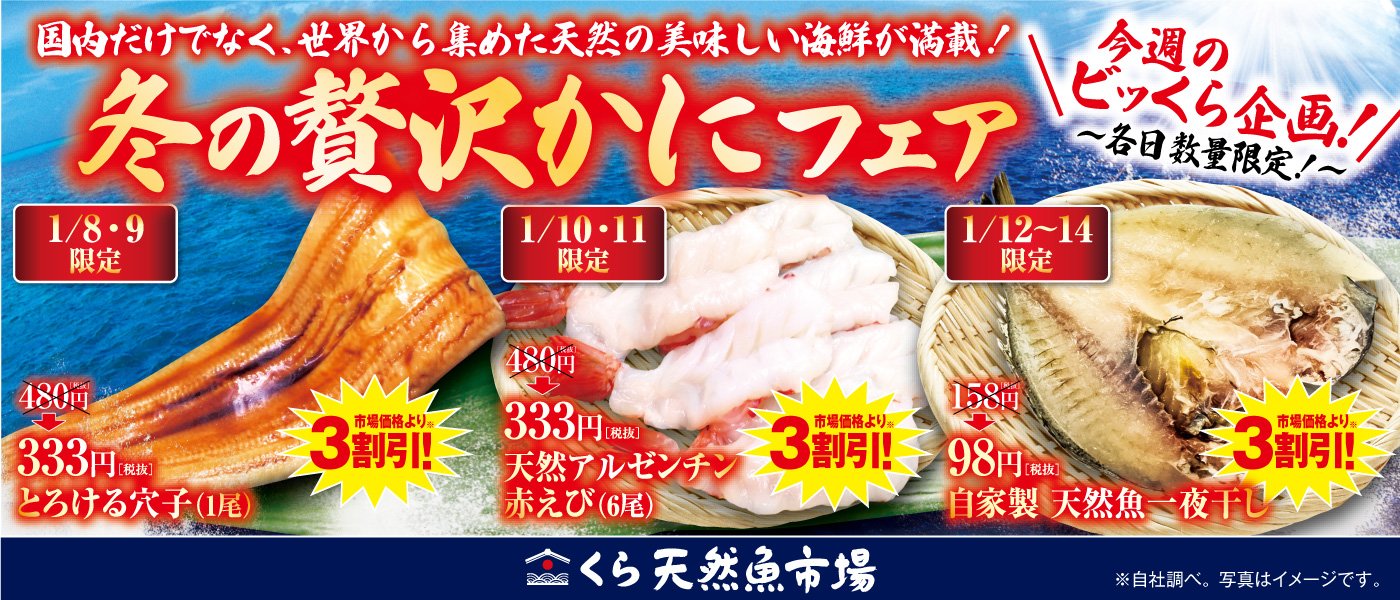 国内だけでなく、世界から集めた天然の美味しい海鮮が満載！
冬の贅沢かにフェア
今週の
ビッくら企画！
～各日数量限定！～
1/8・9
限定
480円[税抜]
333円[税抜]
とろける穴子(1尾)
市場価格より※
3割引！
1/10・11
限定
480円[税抜]
333円[税抜]
天然アルゼンチン
赤えび(6尾)
市場価格より※
3割引！
1/12～14
限定
158円[税抜]
98円[税抜]
自家製 天然魚一夜干し
市場価格より※
3割引！
くら天然魚市場
※自社調べ。写真はイメージです。